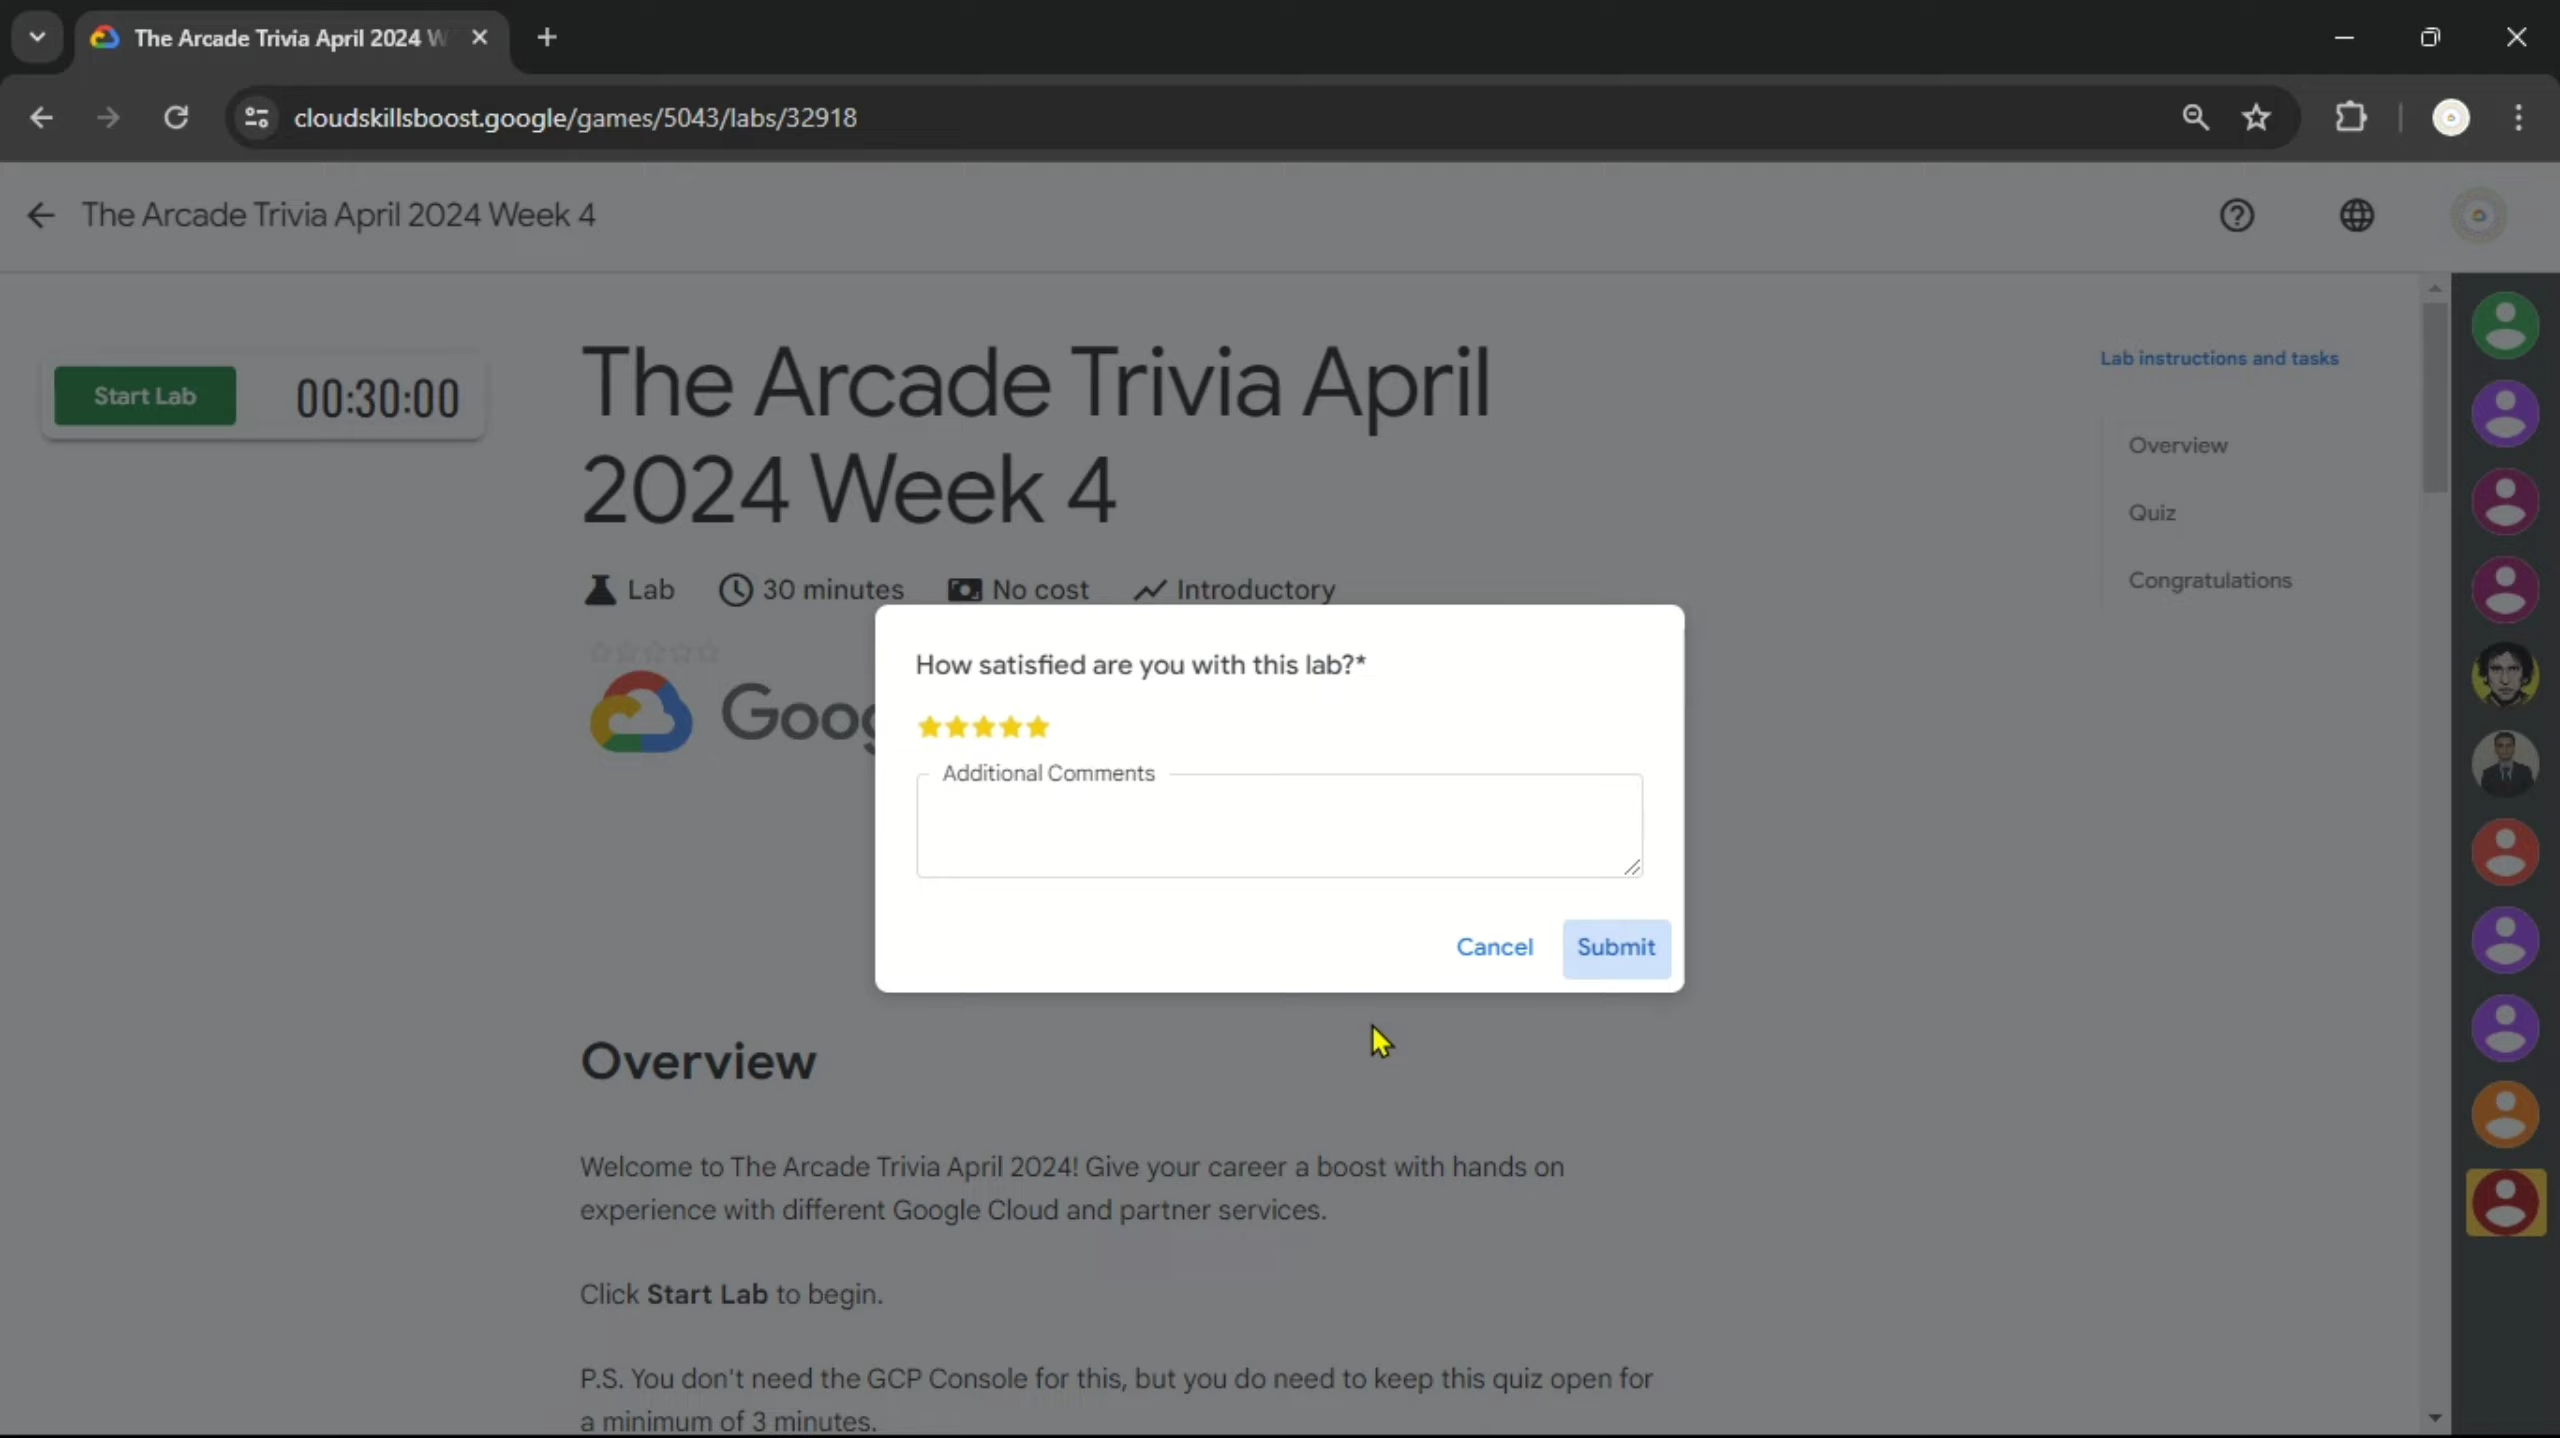 The Arcade Trivia April 2024 W
cloudskillsboost.google/games/5043/labs/32918
The Arcade Trivia April 2024 Week 4
Start Lab
00:30:00
The Arcade Trivia April
2024 Week 4
Lab
30 minutes
No cost
Introductory
Goog
Lab instructions and tasks
Overview
Quiz
Congratulations
How satisfied are you with this lab?*
Additional Comments
Cancel
Submit
Overview
Welcome to The Arcade Trivia April 2024! Give your career a boost with hands on
experience with different Google Cloud and partner services.
Click Start Lab to begin.
P.S. You don't need the GCP Console for this, but you do need to keep this quiz open for
a minimum of 3 minutes.